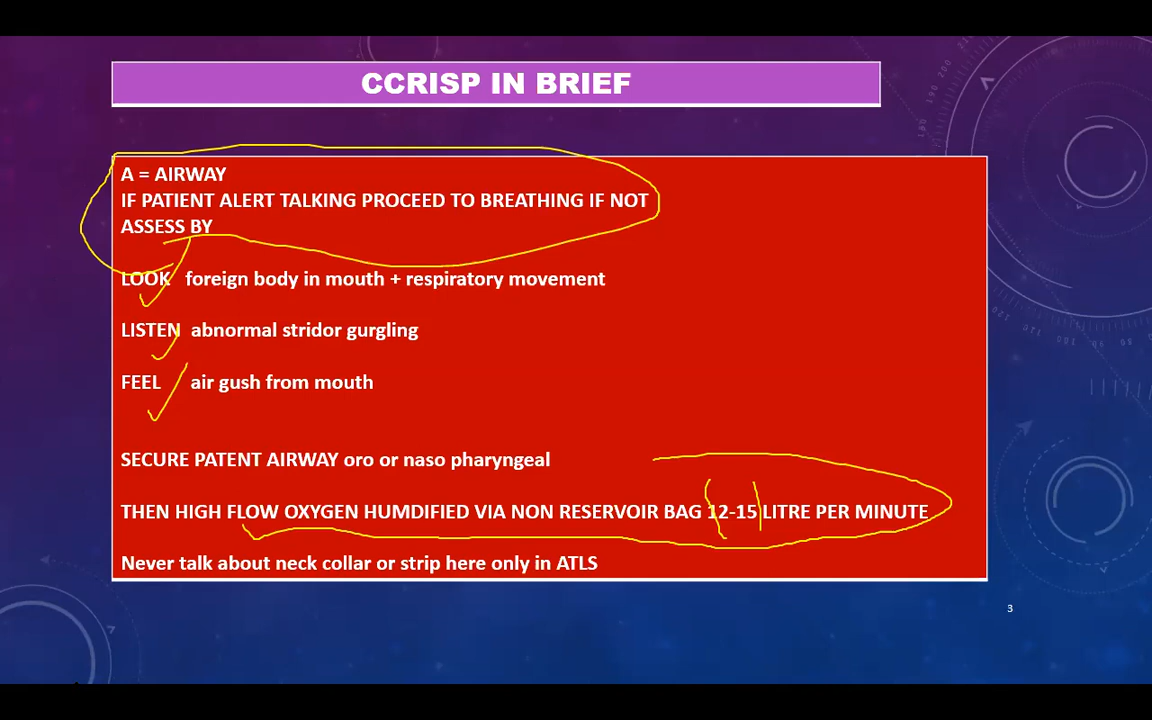 CCRISP IN BRIEF
A = AIRWAY
IF PATIENT ALERT TALKING PROCEED TO BREATHING IF NOT
ASSESS BY
LOOK foreign body in mouth + respiratory movement
LISTEN abnormal stridor gurgling
FEEL air gush from mouth
SECURE PATENT AIRWAY oro or naso pharyngeal
THEN HIGH FLOW OXYGEN HUMDIFIED VIA NON RESERVOIR BAG 12-15 LITRE PER MINUTE
Never talk about neck collar or strip here only in ATLS
3